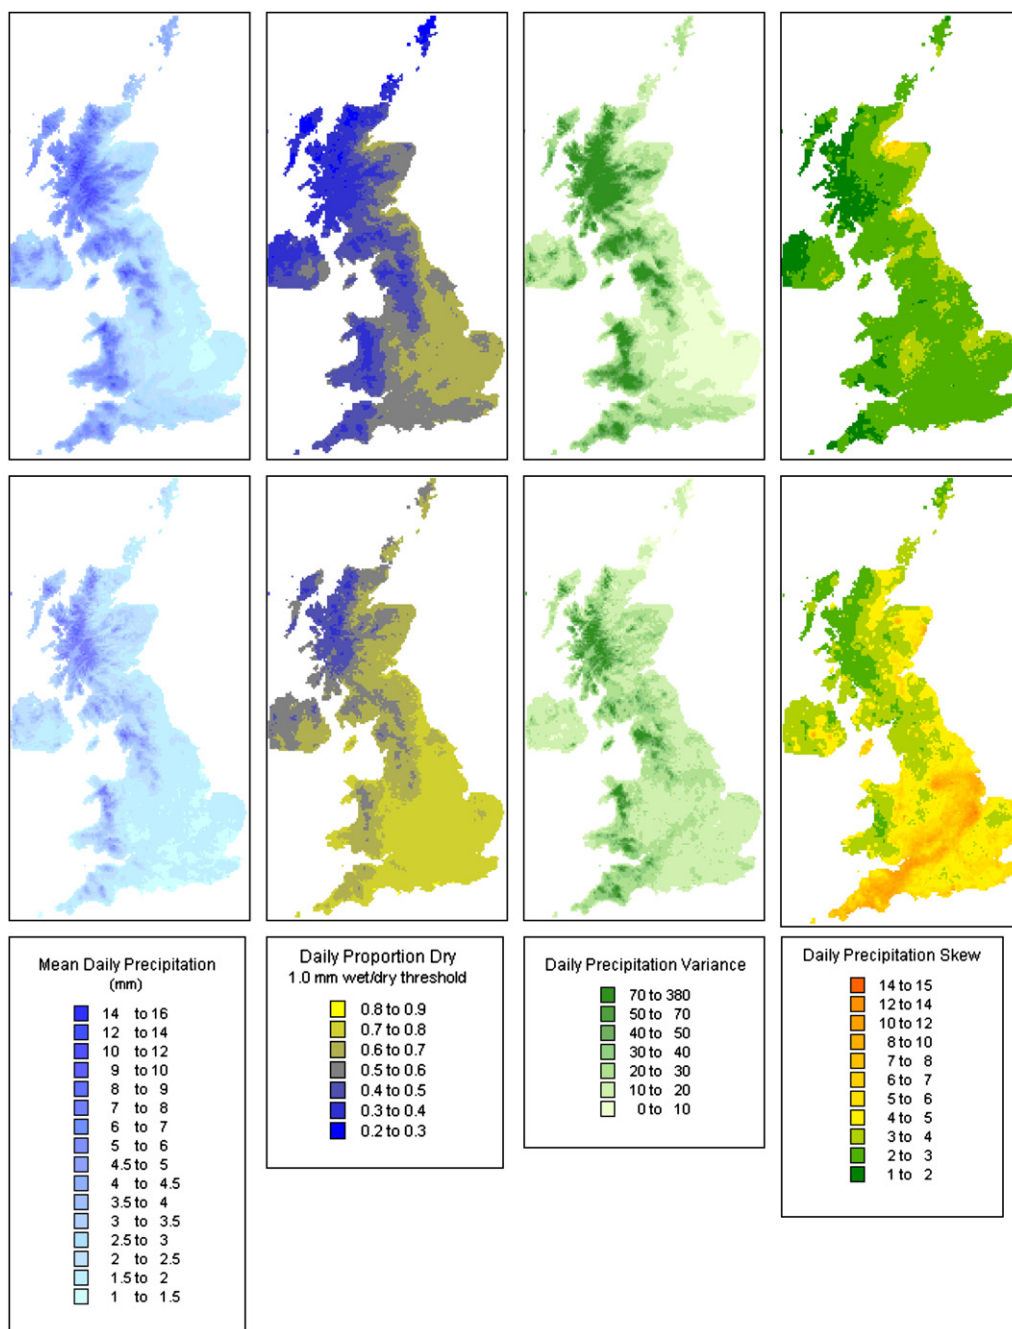 Mean Daily Precipitation
(mm)
14 to 16
12 to 14
10 to 12
9 to 10
8 to 9
7 to 8
6 to 7
5 to 6
4.5 to 5
4 to 4.5
3.5 to 4
3 to 3.5
2.5 to 3
2 to 2.5
1.5 to 2
1 to 1.5
Daily Proportion Dry
1.0 mm wet/dry threshold
0.8 to 0.9
0.7 to 0.8
0.6 to 0.7
0.5 to 0.6
0.4 to 0.5
0.3 to 0.4
0.2 to 0.3
Daily Precipitation Variance
70 to 380
50 to 70
40 to 50
30 to 40
20 to 30
10 to 20
0 to 10
Daily Precipitation Skew
14 to 15
12 to 14
10 to 12
8 to 10
7 to 8
6 to 7
5 to 6
4 to 5
3 to 4
2 to 3
1 to 2